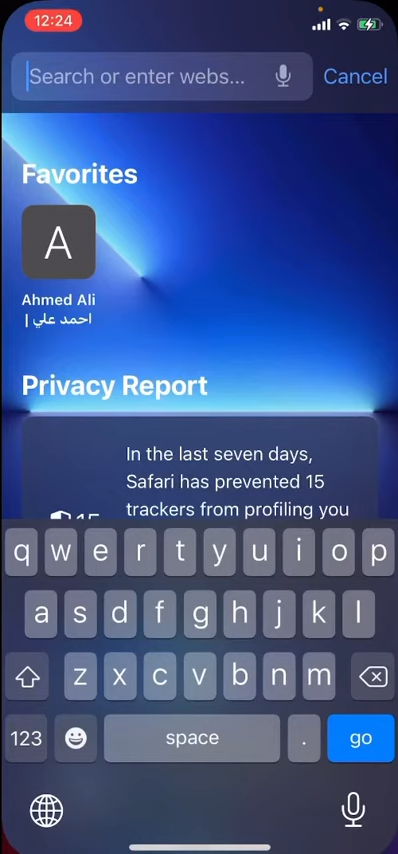 12:24
Search or enter webs...
Cancel
Favorites
A
Ahmed Ali
احمد علي |
Privacy Report
In the last seven days,
Safari has prevented 15
trackers from profiling you
15
q w e r t y u i o p
a s d f g h j k l
z x c v b n m
123 space . go